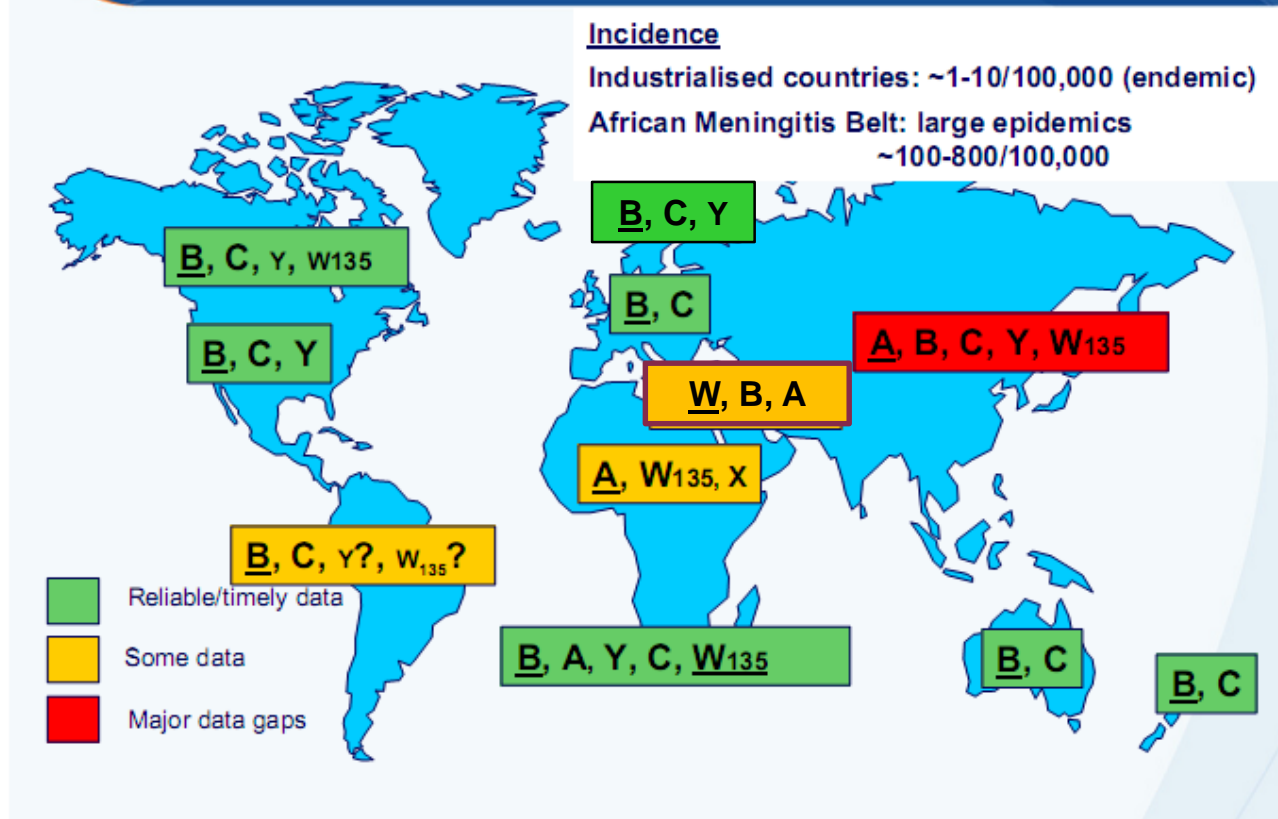 Incidence
Industrialised countries: ~1-10/100,000 (endemic)
African Meningitis Belt: large epidemics
~100-800/100,000
B, C, Y
B, C, Y, W135
B, C
B, C, Y
A, B, C, Y, W135
W, B, A
A, W135, X
B, C, Y?, W135?
Reliable/timely data
Some data
Major data gaps
B, A, Y, C, W135
B, C
B, C